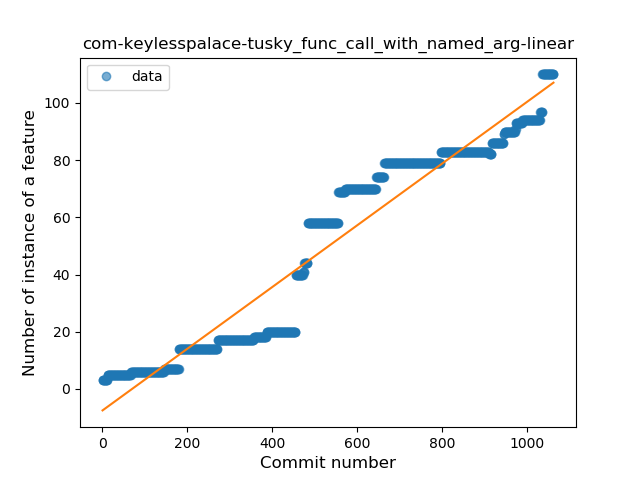 com-keylesspalace-tusky_func_call_with_named_arg-linear
data
Number of instance of a feature
100
80
60
40
20
0
0 200 400 600 800 1000
Commit number